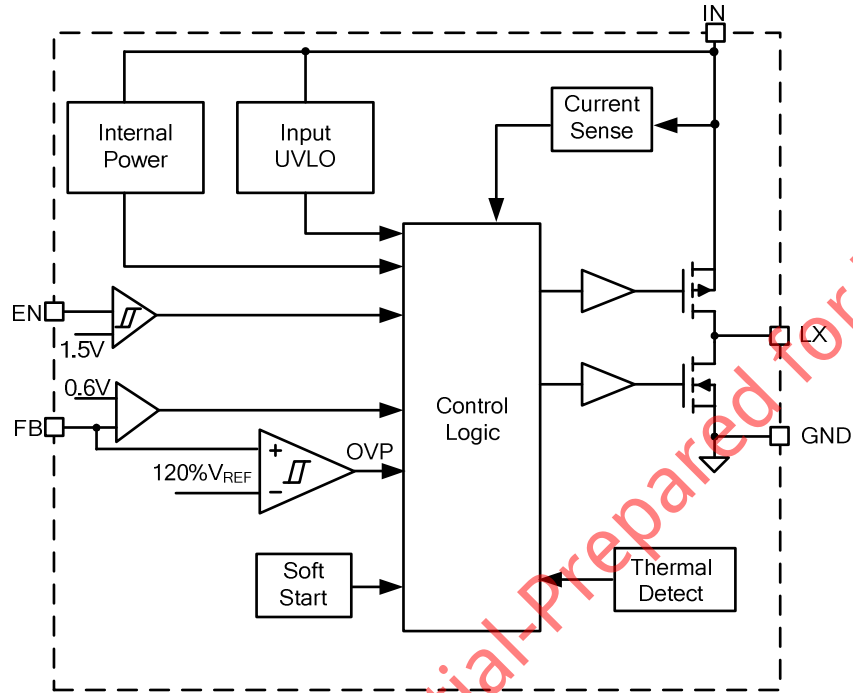 IN
Internal
Power
Input
UVLO
Current
Sense
EN
1.5V
0.6V
FB
120%VREF
+
−
OVP
Control
Logic
LX
GND
Soft
Start
Thermal
Detect
ial-Prepared for